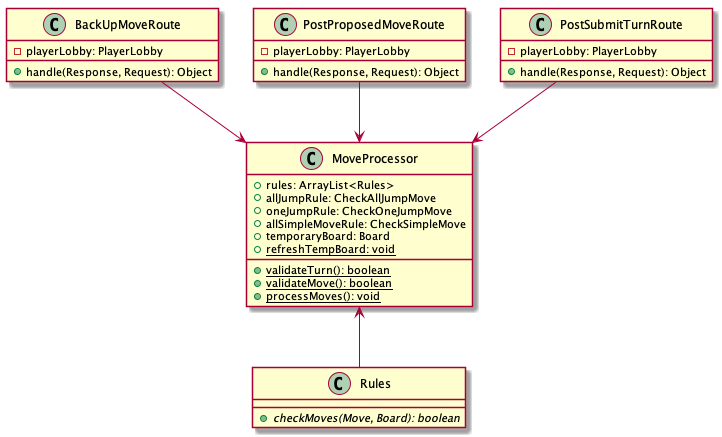 C BackUpMoveRoute
playerLobby: PlayerLobby
handle(Response, Request): Object
C PostProposedMoveRoute
playerLobby: PlayerLobby
handle(Response, Request): Object
C PostSubmitTurnRoute
playerLobby: PlayerLobby
handle(Response, Request): Object
C MoveProcessor
rules: ArrayList<Rules>
allJumpRule: CheckAllJumpMove
oneJumpRule: CheckOneJumpMove
allSimpleMoveRule: CheckSimpleMove
temporaryBoard: Board
refreshTempBoard: void
validateTurn(): boolean
validateMove(): boolean
processMoves(): void
C Rules
checkMoves(Move, Board): boolean